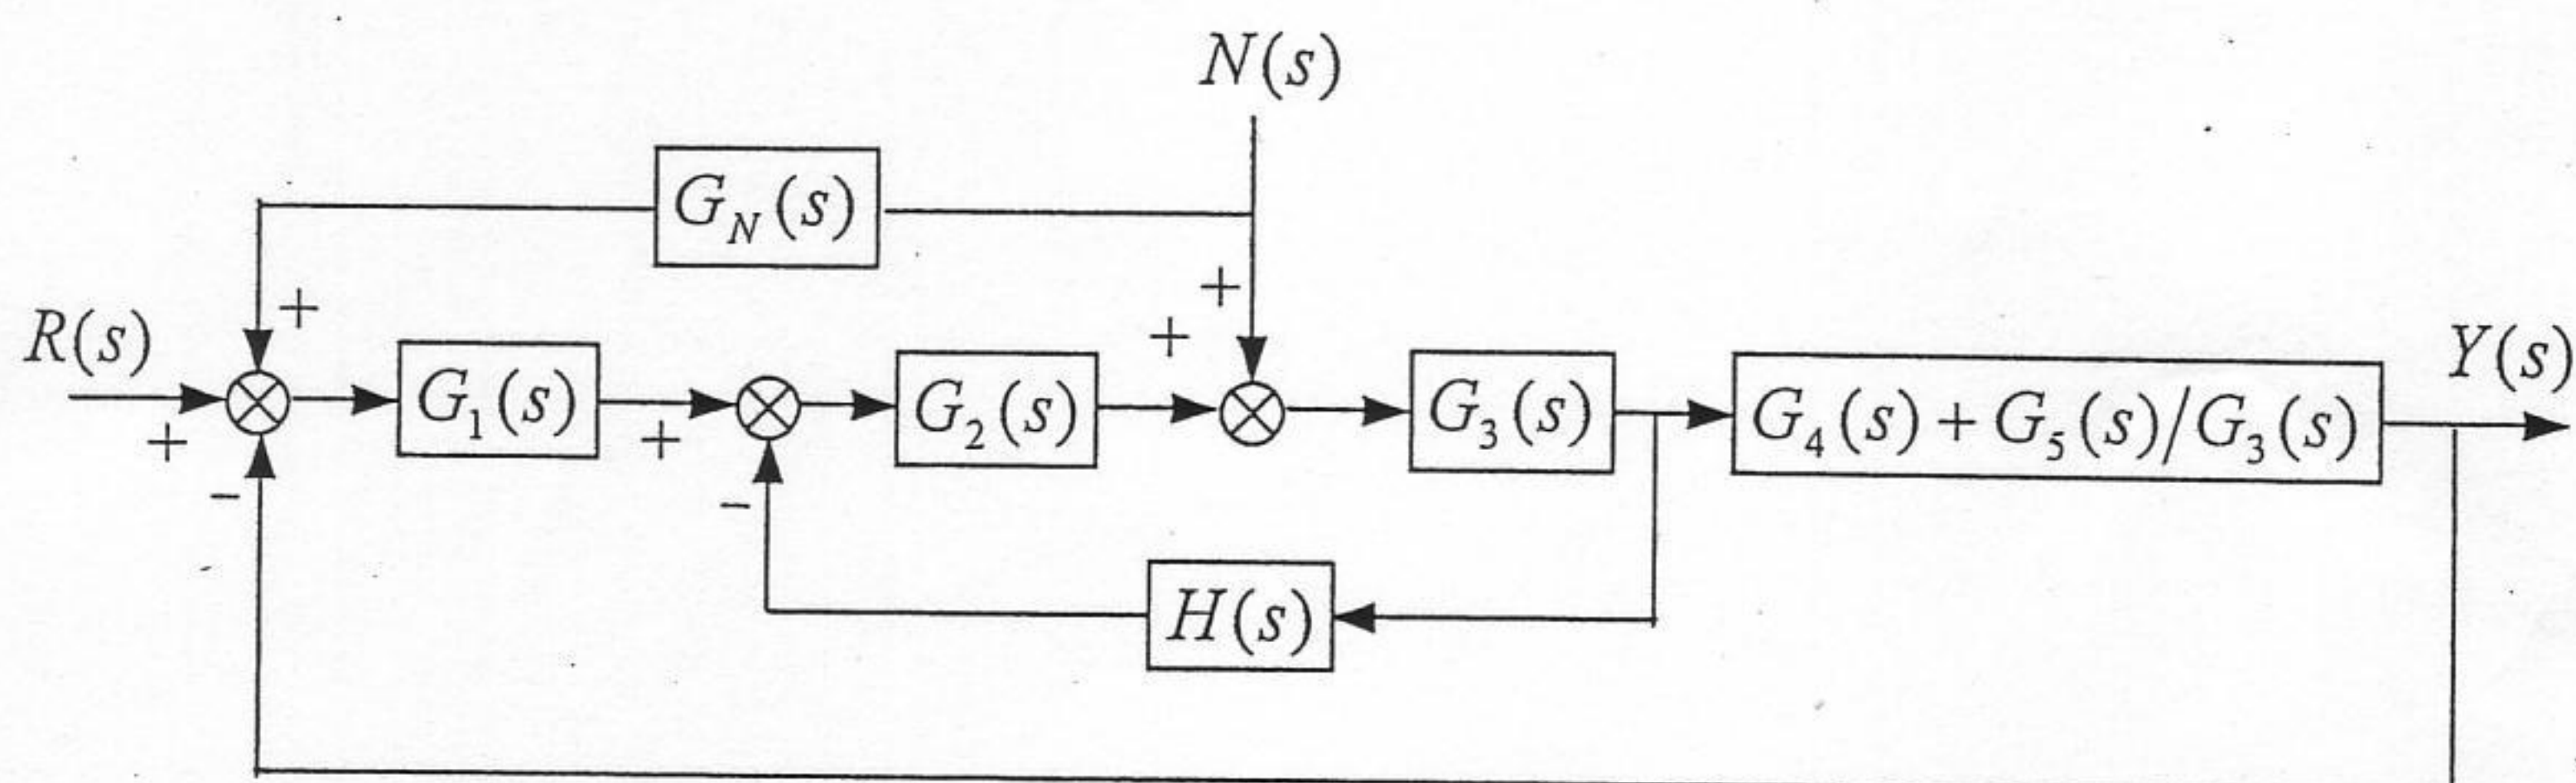 N(s)
G_N(s)
+
+
+
R(s)
Y(s)
G_1(s)
G_2(s)
G_3(s)
G_4(s) + G_5(s)/G_3(s)
+
+
-
-
H(s)